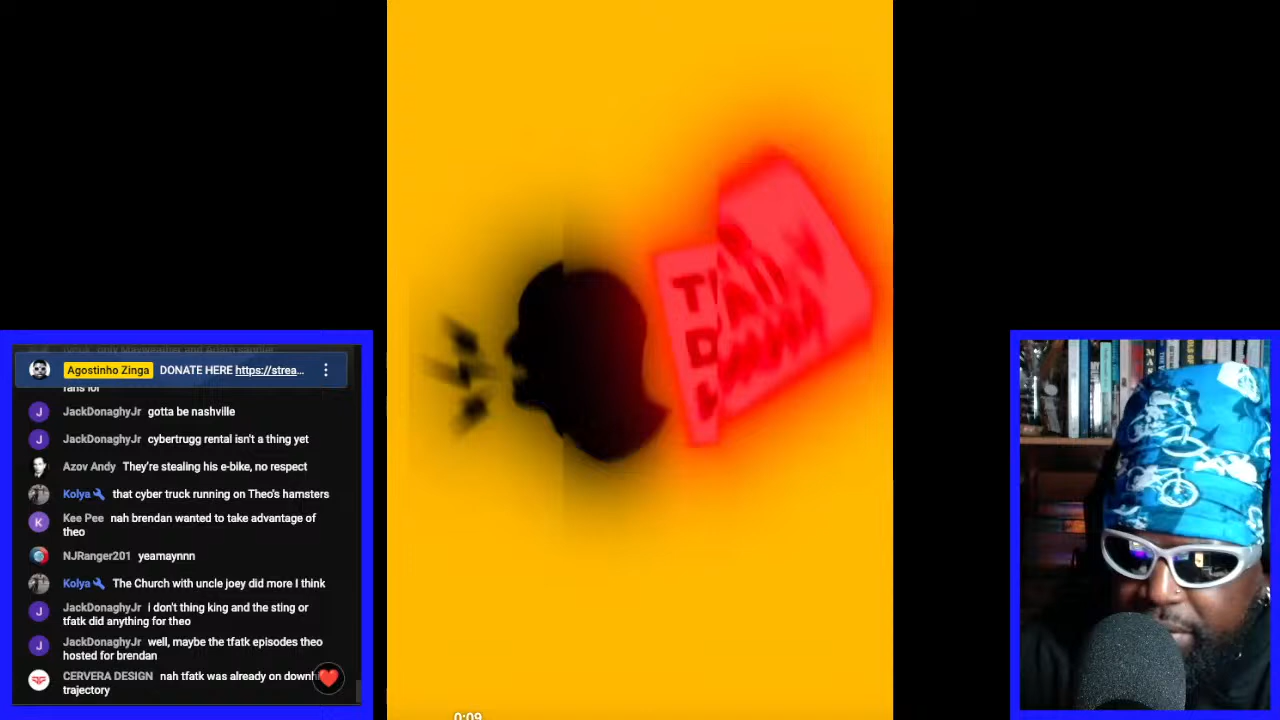 Agostinho Zinga DONATE HERE https://strea...
fans lol
JackDonaghyJr gotta be nashville
JackDonaghyJr cybertrugg rental isn't a thing yet
Azov Andy They're stealing his e-bike, no respect
Kolya that cyber truck running on Theo's hamsters
Kee Pee nah brendan wanted to take advantage of
theo
NJRanger201 yeamaynnn
Kolya The Church with uncle joey did more I think
JackDonaghyJr i don't thing king and the sting or
tfatk did anything for theo
JackDonaghyJr well, maybe the tfatk episodes theo
hosted for brendan
CERVERA DESIGN nah tfatk was already on downh
trajectory
0:09